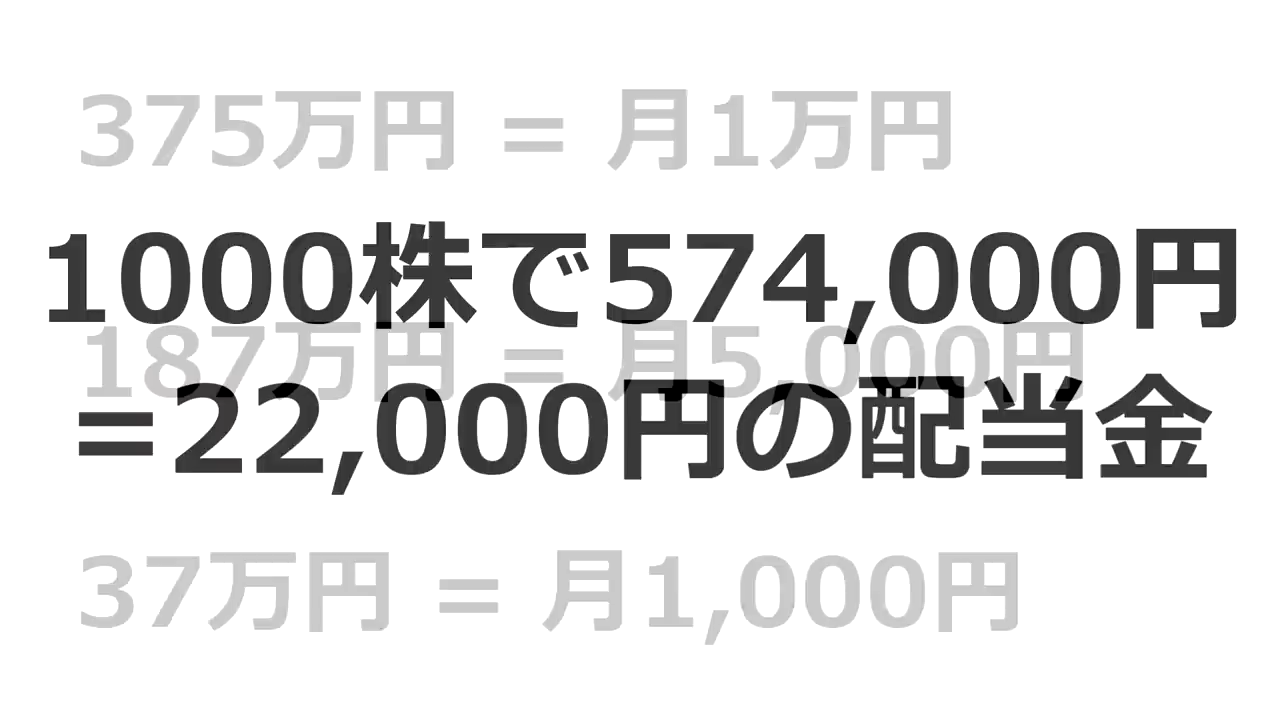 375万円 = 月1万円
1000株で574,000円
187万円 = 月5,000円
=22,000円の配当金
37万円 = 月1,000円